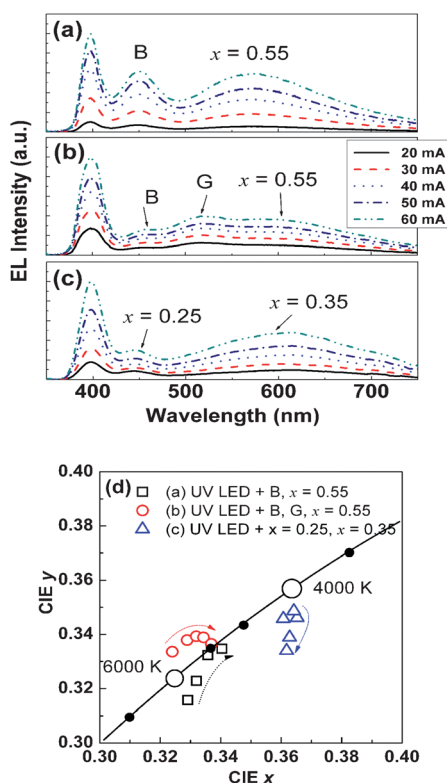 (a)
B
x = 0.55
(b)
B
G
x = 0.55
20 mA
30 mA
40 mA
50 mA
60 mA
(c)
x = 0.25
x = 0.35
EL Intensity (a.u.)
400
500
600
700
Wavelength (nm)
(d)
(a) UV LED + B, x = 0.55
(b) UV LED + B, G, x = 0.55
(c) UV LED + x = 0.25, x = 0.35
4000 K
6000 K
CIE y
0.40
0.38
0.36
0.34
0.32
0.30
0.30
0.32
0.34
0.36
0.38
0.40
CIE x